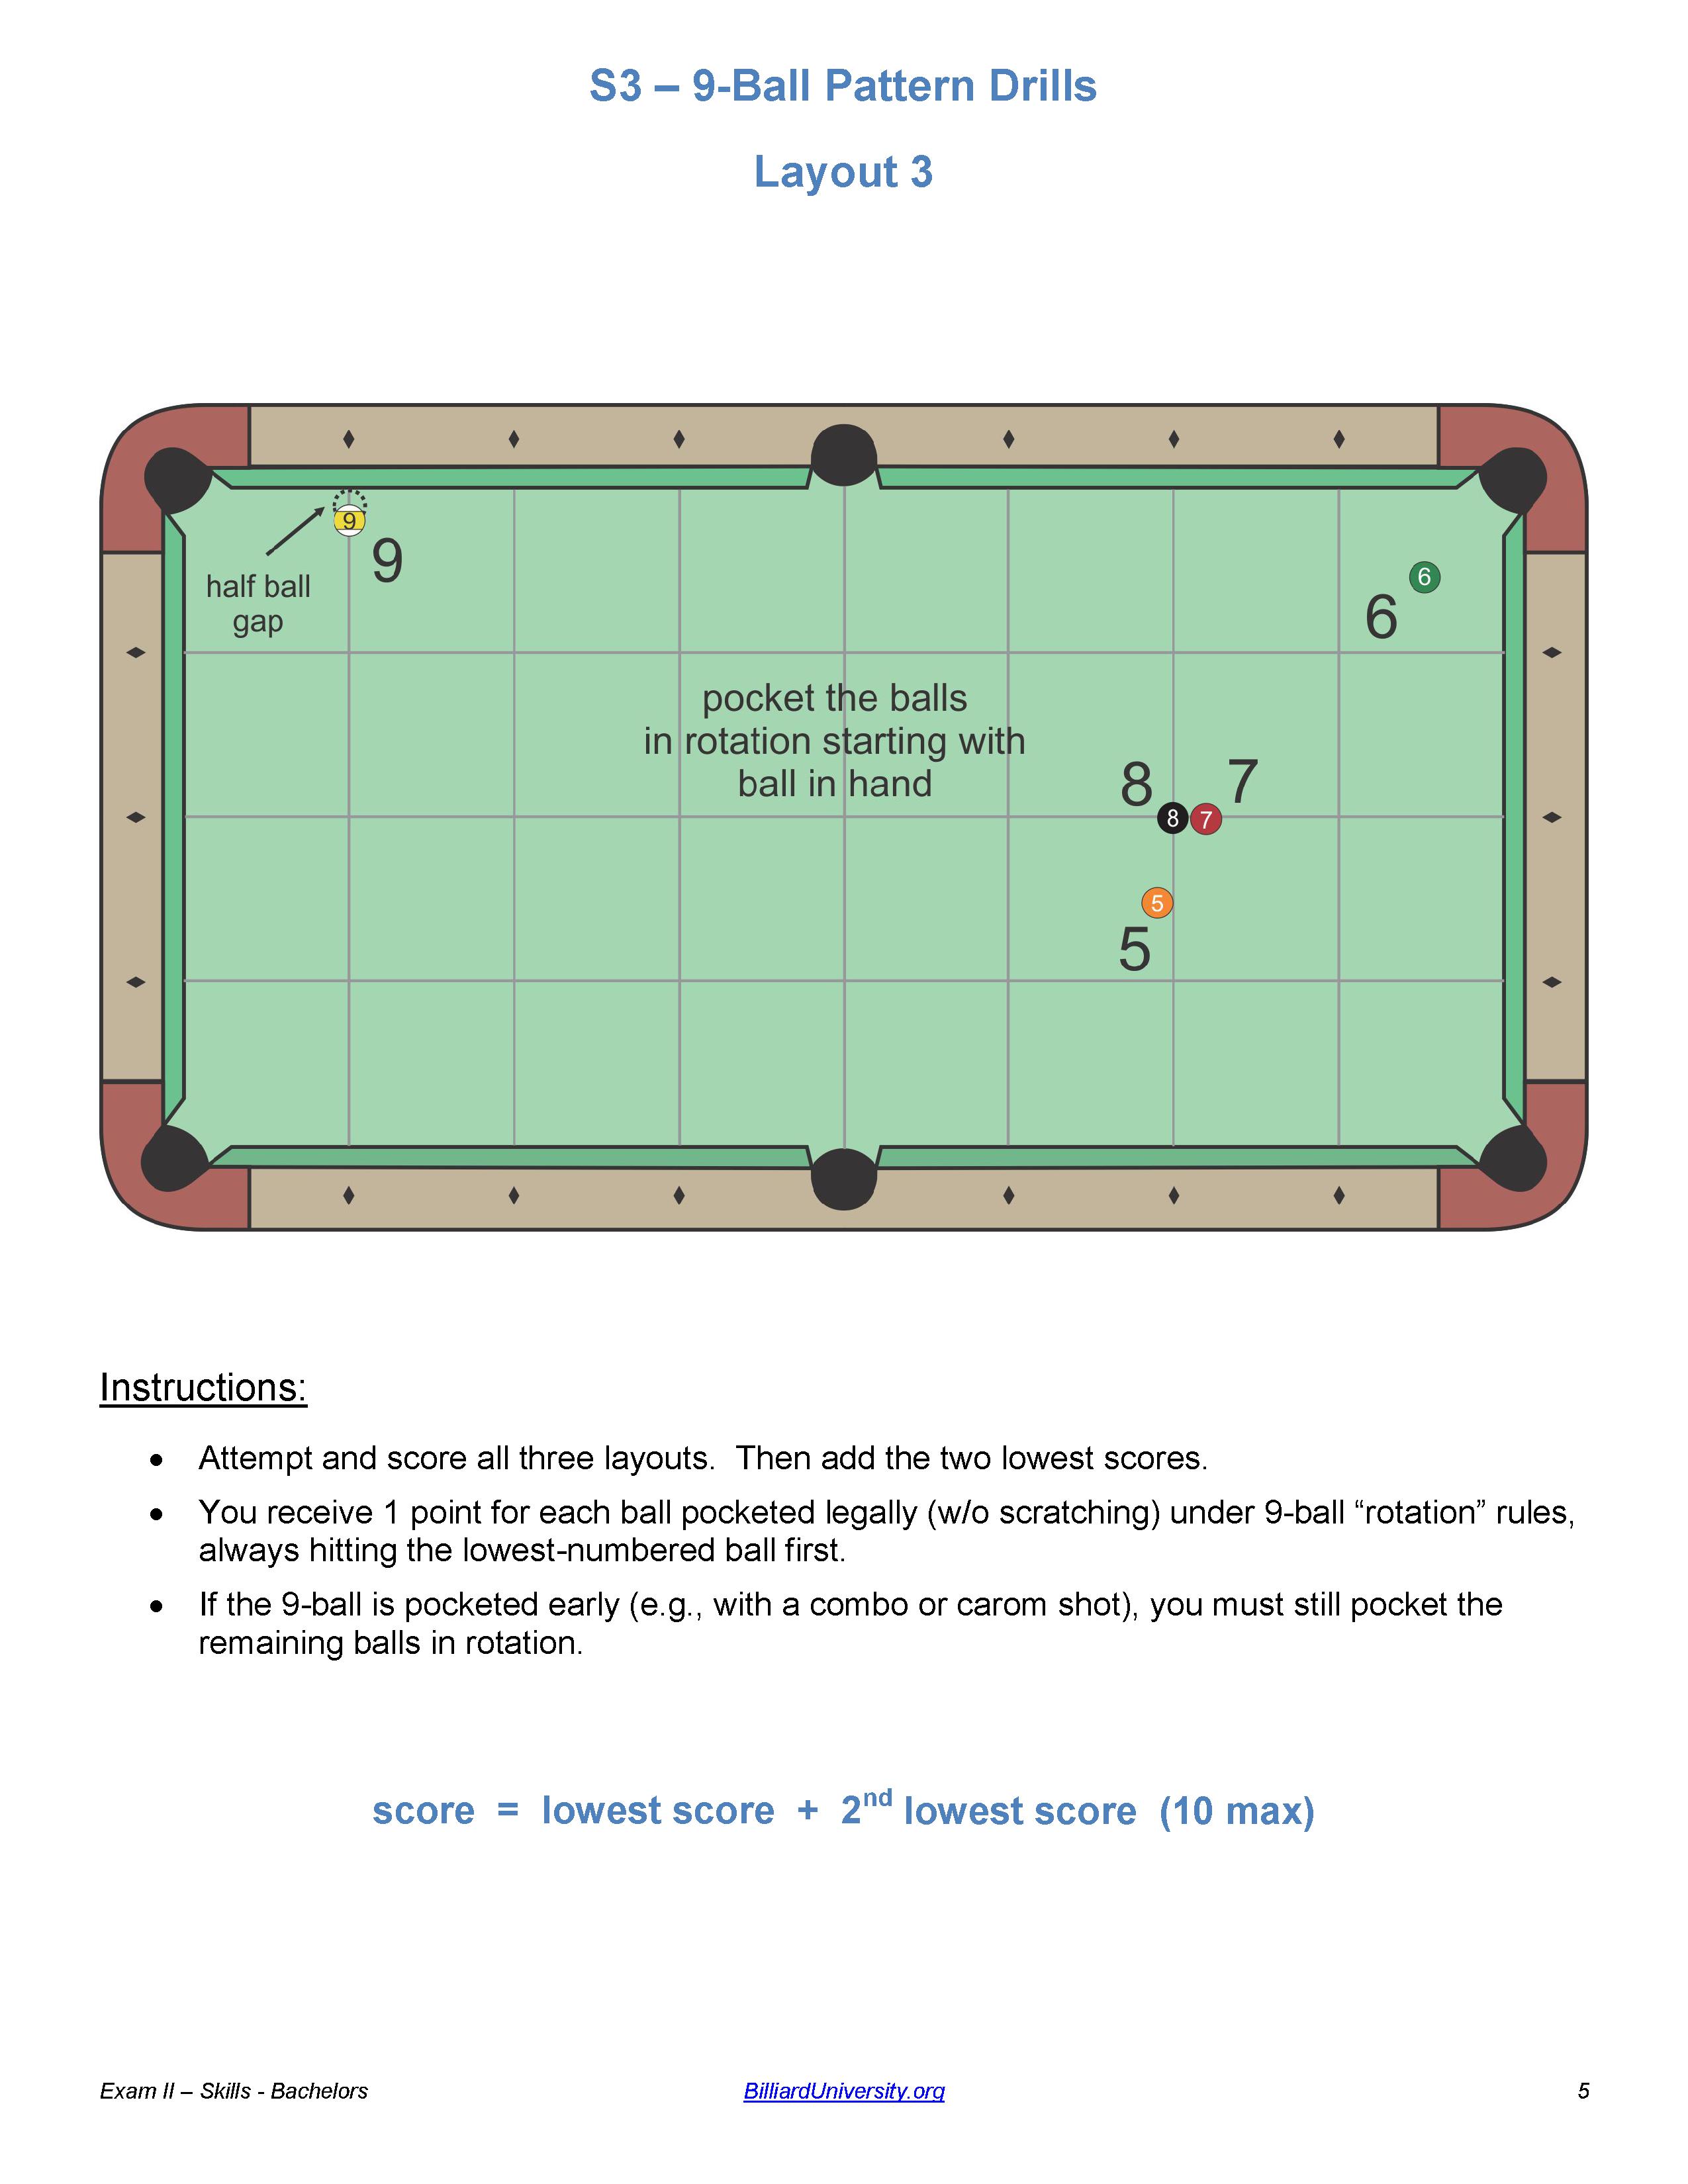 S3 – 9-Ball Pattern Drills
Layout 3
9
9
half ball
gap
6
6
pocket the balls
in rotation starting with
ball in hand
8
7
8
7
5
5
Instructions:
• Attempt and score all three layouts. Then add the two lowest scores.
• You receive 1 point for each ball pocketed legally (w/o scratching) under 9-ball “rotation” rules,
always hitting the lowest-numbered ball first.
• If the 9-ball is pocketed early (e.g., with a combo or carom shot), you must still pocket the
remaining balls in rotation.
score = lowest score + 2nd lowest score (10 max)
Exam II – Skills - Bachelors BilliardUniversity.org 5